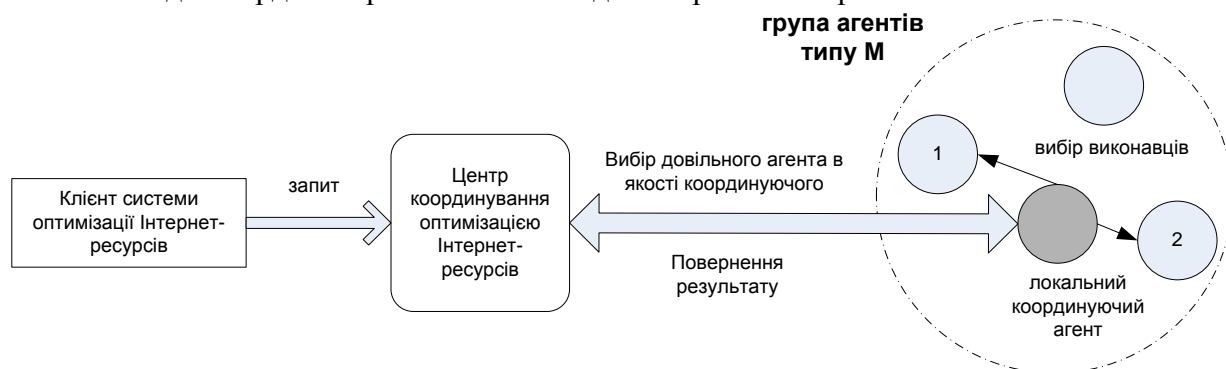 група агентів
типу M
Клієнт системи
оптимізації Інтернет-
ресурсів
запит
Центр
координування
оптимізацією
Інтернет-
ресурсів
Вибір довільного агента в
якості координуючого
Повернення
результату
1
вибір виконавців
2
локальний
координуючий
агент